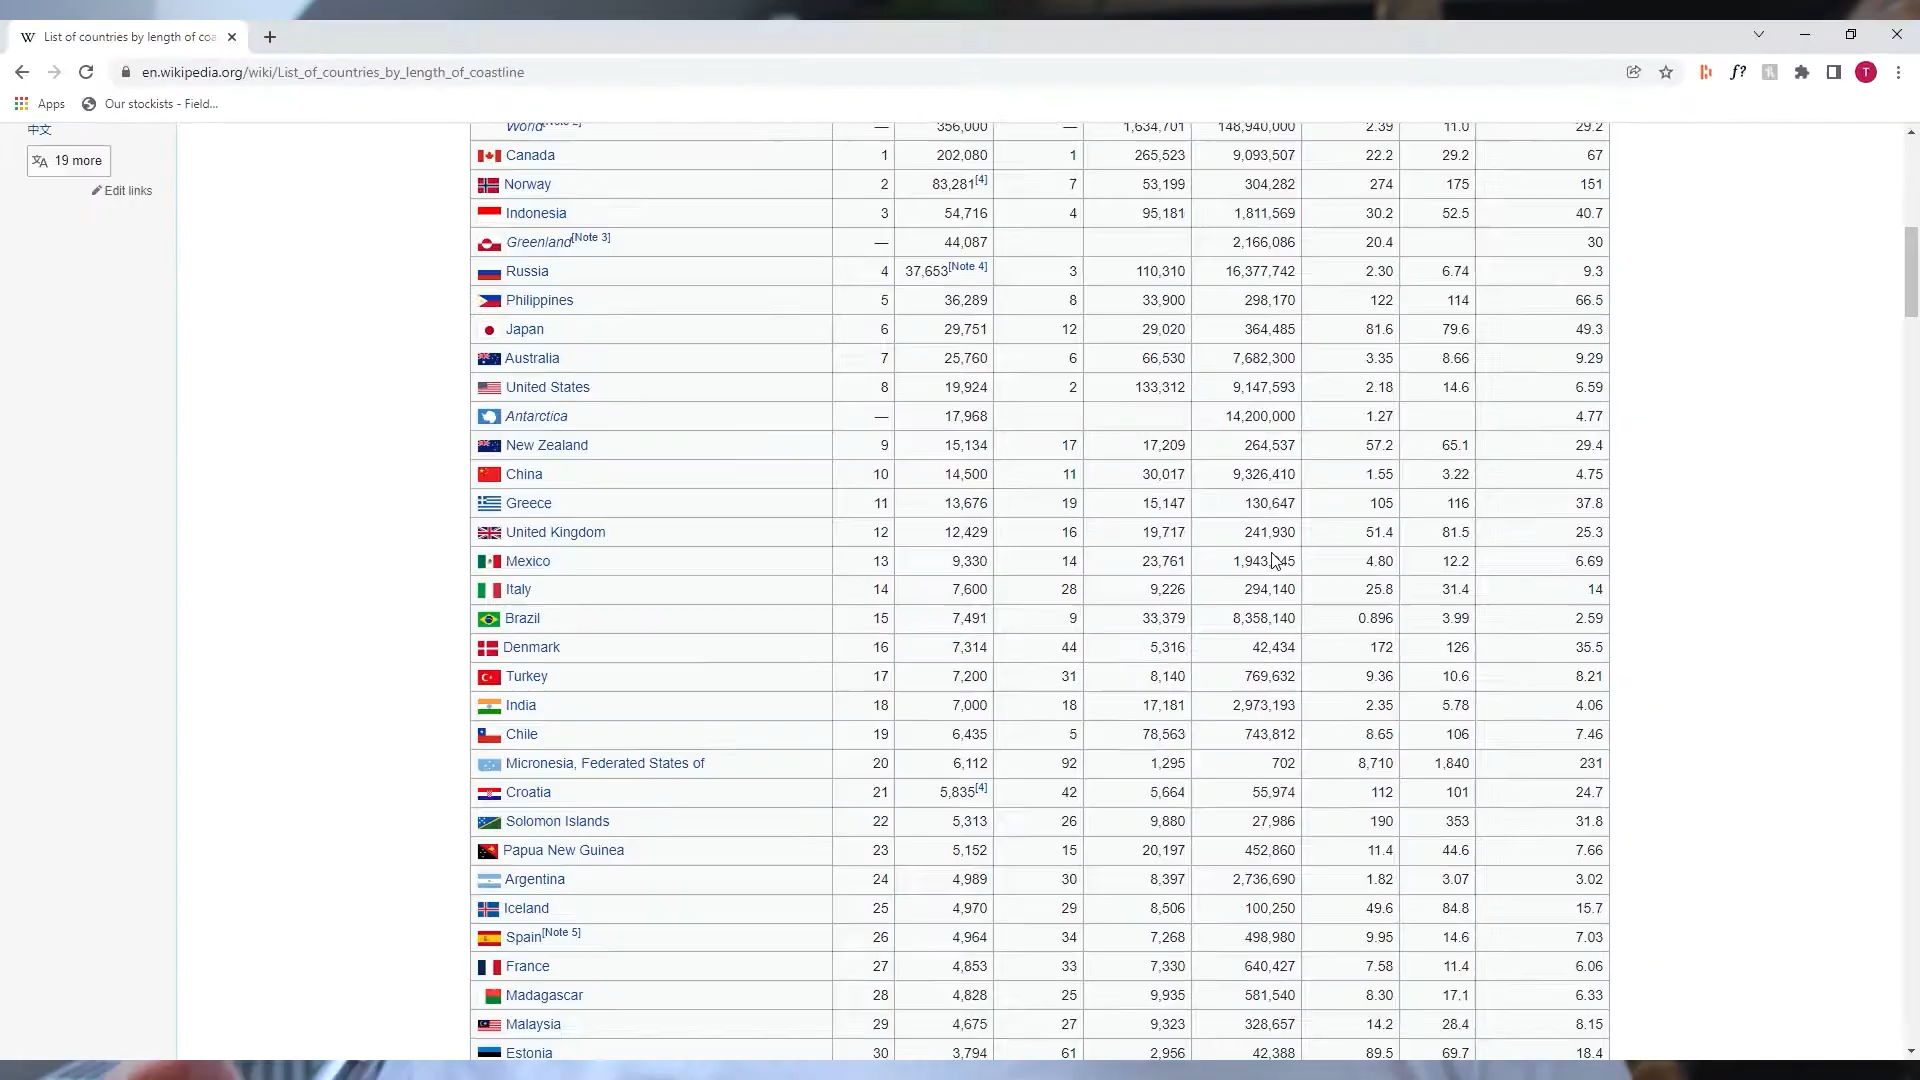 W List of countries by length of coa
en.wikipedia.org/wiki/List_of_countries_by_length_of_coastline
f?
T
Apps Our stockists - Field...
中文
19 more
Edit links
World[Note 2] — 356,000 — 1,634,701 148,940,000 2.39 11.0 29.2
Canada 1 202,080 1 265,523 9,093,507 22.2 29.2 67
Norway 2 83,281[4] 7 53,199 304,282 274 175 151
Indonesia 3 54,716 4 95,181 1,811,569 30.2 52.5 40.7
Greenland[Note 3] — 44,087 2,166,086 20.4 30
Russia 4 37,653[Note 4] 3 110,310 16,377,742 2.30 6.74 9.3
Philippines 5 36,289 8 33,900 298,170 122 114 66.5
Japan 6 29,751 12 29,020 364,485 81.6 79.6 49.3
Australia 7 25,760 6 66,530 7,682,300 3.35 8.66 9.29
United States 8 19,924 2 133,312 9,147,593 2.18 14.6 6.59
Antarctica — 17,968 14,200,000 1.27 4.77
New Zealand 9 15,134 17 17,209 264,537 57.2 65.1 29.4
China 10 14,500 11 30,017 9,326,410 1.55 3.22 4.75
Greece 11 13,676 19 15,147 130,647 105 116 37.8
United Kingdom 12 12,429 16 19,717 241,930 51.4 81.5 25.3
Mexico 13 9,330 14 23,761 4.80 12.2 6.69
Italy 14 7,600 28 9,226 294,140 25.8 31.4 14
Brazil 15 7,491 9 33,379 8,358,140 0.896 3.99 2.59
Denmark 16 7,314 44 5,316 42,434 172 126 35.5
Turkey 17 7,200 31 8,140 769,632 9.36 10.6 8.21
India 18 7,000 18 17,181 2,973,193 2.35 5.78 4.06
Chile 19 6,435 5 78,563 743,812 8.65 106 7.46
Micronesia, Federated States of 20 6,112 92 1,295 702 8,710 1,840 231
Croatia 21 5,835[4] 42 5,664 55,974 112 101 24.7
Solomon Islands 22 5,313 26 9,880 27,986 190 353 31.8
Papua New Guinea 23 5,152 15 20,197 452,860 11.4 44.6 7.66
Argentina 24 4,989 30 8,397 2,736,690 1.82 3.07 3.02
Iceland 25 4,970 29 8,506 100,250 49.6 84.8 15.7
Spain[Note 5] 26 4,964 34 7,268 498,980 9.95 14.6 7.03
France 27 4,853 33 7,330 640,427 7.58 11.4 6.06
Madagascar 28 4,828 25 9,935 581,540 8.30 17.1 6.33
Malaysia 29 4,675 27 9,323 328,657 14.2 28.4 8.15
Estonia 30 3,794 61 2,956 42,388 89.5 69.7 18.4